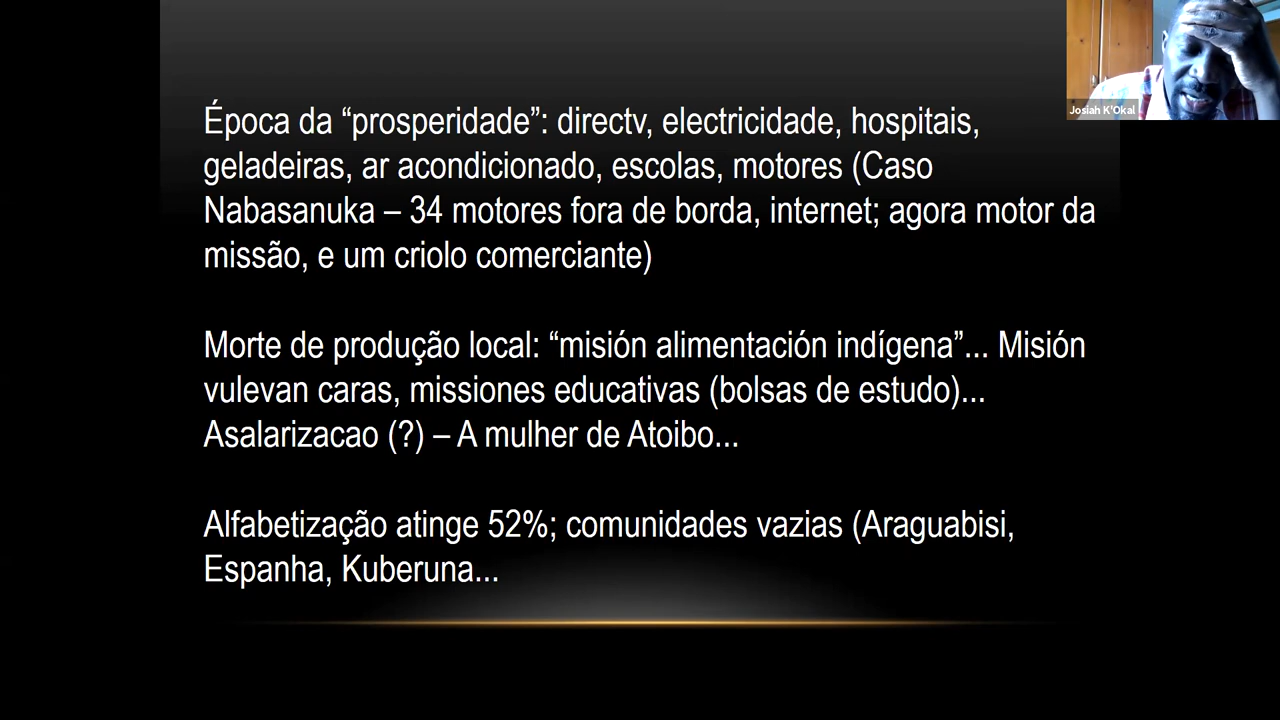 Época da “prosperidade”: directv, electricidade, hospitais,
geladeiras, ar acondicionado, escolas, motores (Caso
Nabasanuka – 34 motores fora de borda, internet; agora motor da
missão, e um criolo comerciante)
Morte de produção local: “misión alimentación indígena”... Misión
vulevan caras, missiones educativas (bolsas de estudo)...
Asalarizacao (?) – A mulher de Atoibo...
Alfabetização atinge 52%; comunidades vazias (Araguabisi,
Espanha, Kuberuna...
Josiah K'Okal